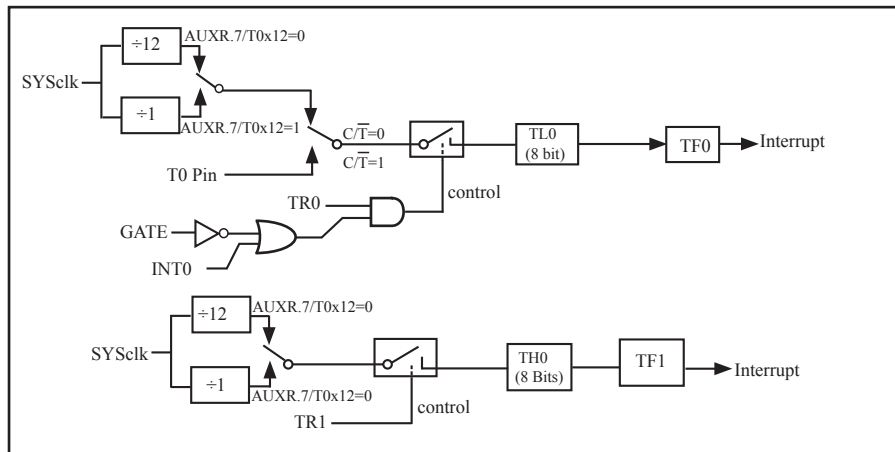 ÷12
AUXR.7/T0x12=0
SYSclk
÷1
AUXR.7/T0x12=1
C/T̅=0
C/T̅=1
TL0
(8 bit)
TF0
Interrupt
T0 Pin
control
TR0
GATE
INT0
÷12
AUXR.7/T0x12=0
SYSclk
÷1
AUXR.7/T0x12=0
TH0
(8 Bits)
TF1
Interrupt
control
TR1